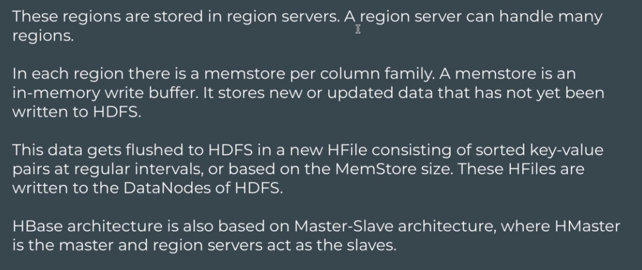 These regions are stored in region servers. A region server can handle many
regions.
In each region there is a memstore per column family. A memstore is an
in-memory write buffer. It stores new or updated data that has not yet been
written to HDFS.
This data gets flushed to HDFS in a new HFile consisting of sorted key-value
pairs at regular intervals, or based on the MemStore size. These HFiles are
written to the DataNodes of HDFS.
HBase architecture is also based on Master-Slave architecture, where HMaster
is the master and region servers act as the slaves.